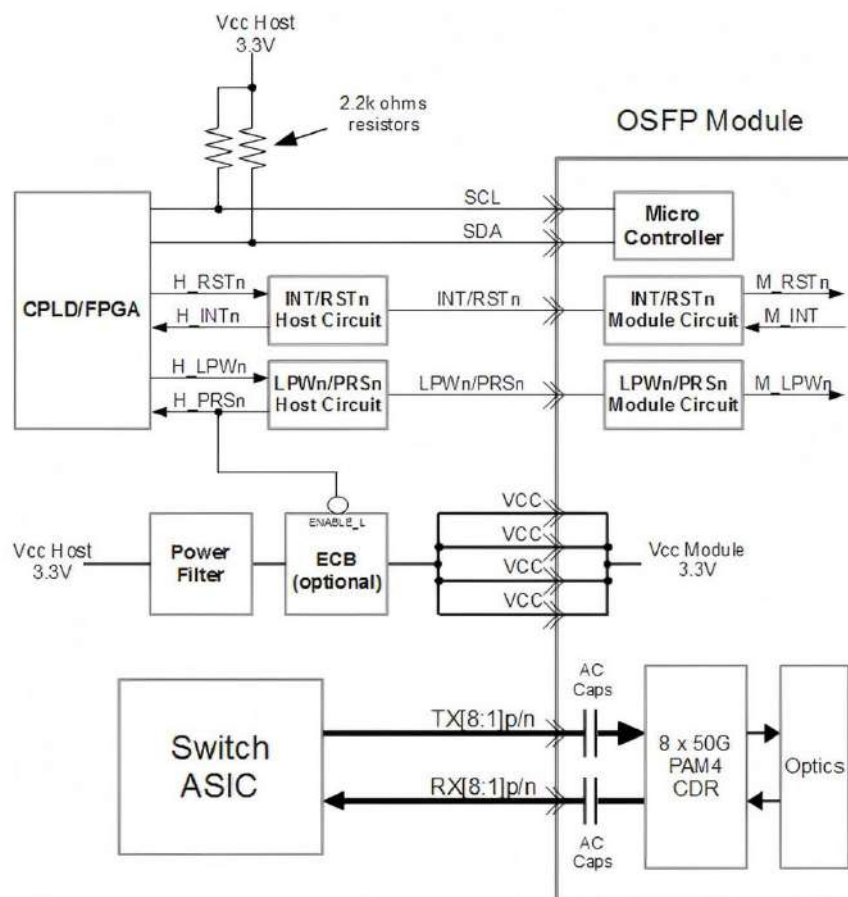 Vcc Host
3.3V
2.2k ohms
resistors
OSFP Module
SCL
SDA
Micro
Controller
CPLD/FPGA
H_RSTn
H_INTn
INT/RSTn
Host Circuit
INT/RSTn
INT/RSTn
Module Circuit
M_RSTn
M_INT
H_LPWn
H_PRSn
LPWn/PRSn
Host Circuit
LPWn/PRSn
LPWn/PRSn
Module Circuit
M_LPWn
Vcc Host
3.3V
Power
Filter
ENABLE_L
ECB
(optional)
VCC
VCC
VCC
VCC
Vcc Module
3.3V
Switch
ASIC
TX[8:1]p/n
RX[8:1]p/n
AC
Caps
AC
Caps
8 x 50G
PAM4
CDR
Optics